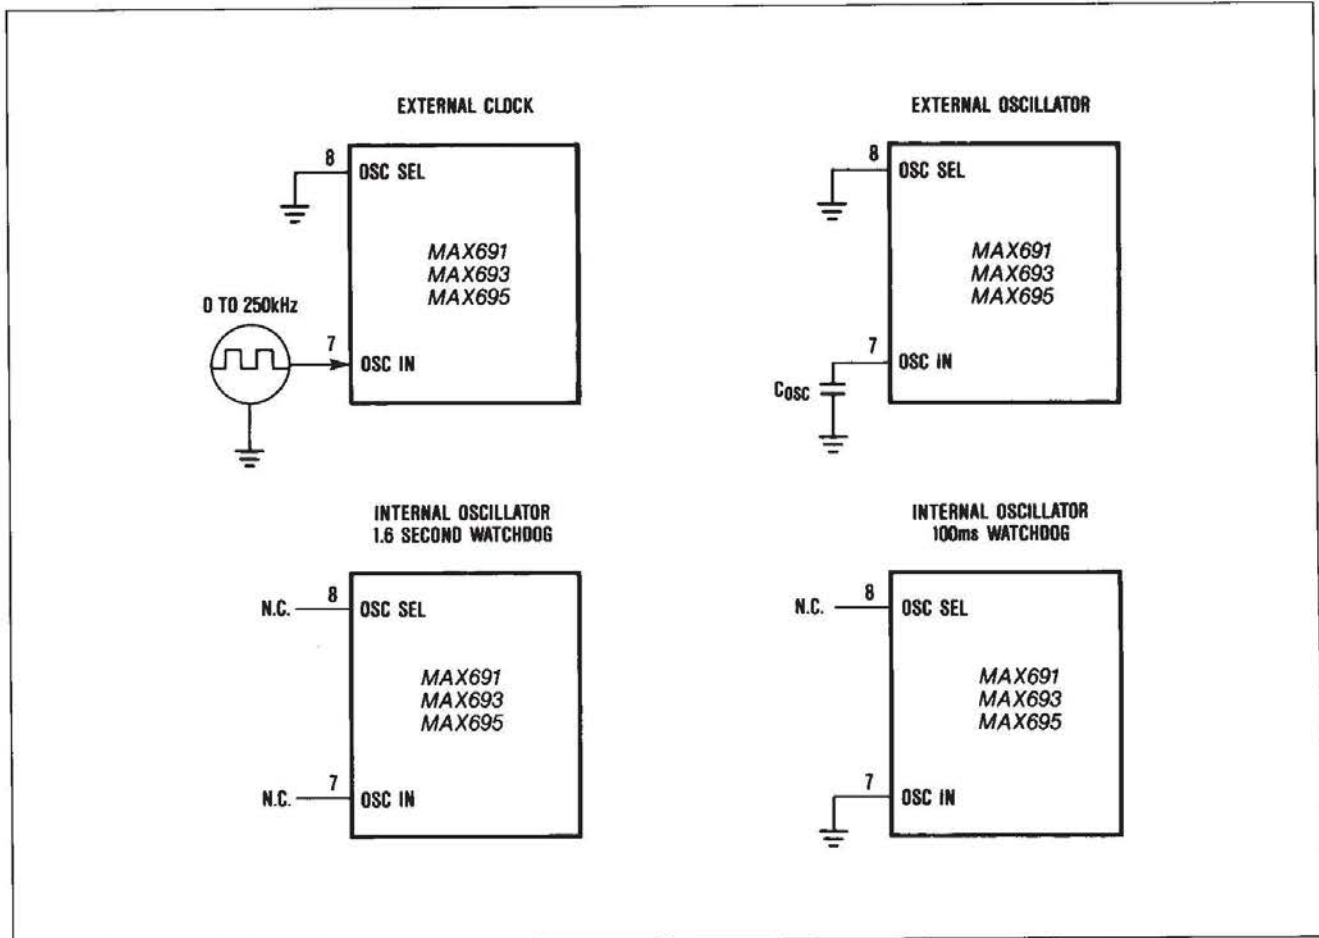 EXTERNAL CLOCK
8
OSC SEL
MAX691
MAX693
MAX695
0 TO 250kHz
7
OSC IN
EXTERNAL OSCILLATOR
8
OSC SEL
MAX691
MAX693
MAX695
7
OSC IN
COSC
INTERNAL OSCILLATOR
1.6 SECOND WATCHDOG
N.C.
8
OSC SEL
MAX691
MAX693
MAX695
N.C.
7
OSC IN
INTERNAL OSCILLATOR
100ms WATCHDOG
N.C.
8
OSC SEL
MAX691
MAX693
MAX695
7
OSC IN